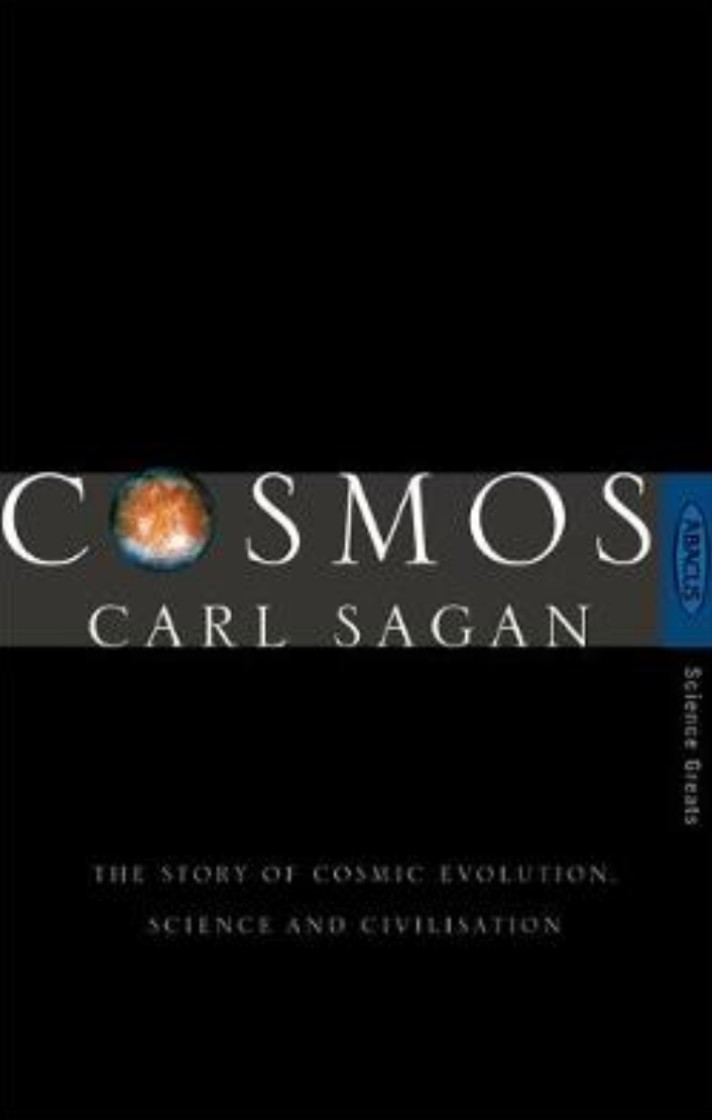 COSMOS
CARL SAGAN
ABACUS
Science Greats
THE STORY OF COSMIC EVOLUTION,
SCIENCE AND CIVILISATION